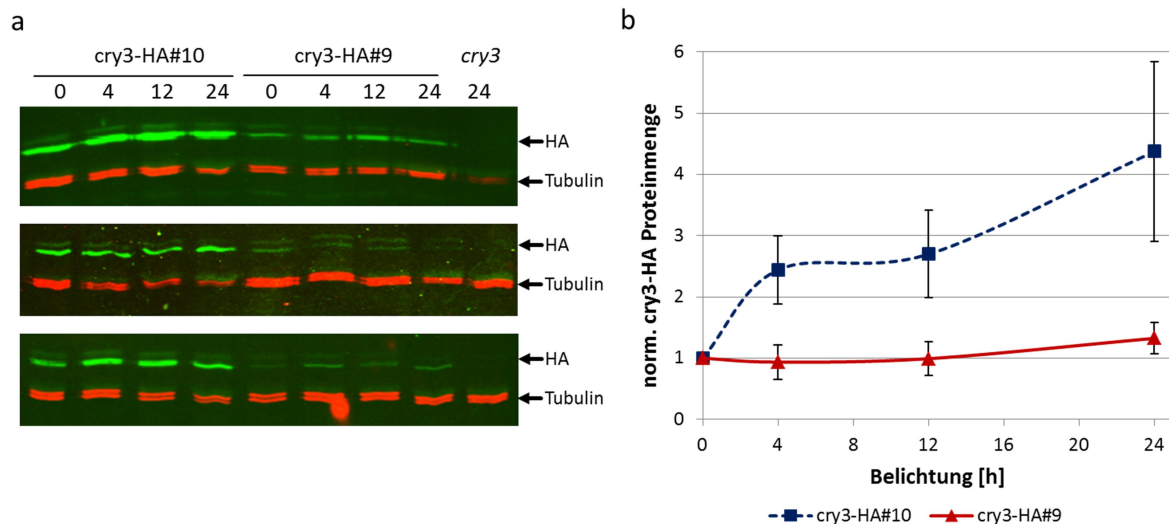 a
cry3-HA#10 cry3-HA#9 cry3
0 4 12 24 0 4 12 24 24
HA
Tubulin
HA
Tubulin
HA
Tubulin
b
norm. cry3-HA Proteinmenge
6
5
4
3
2
1
0
0 4 8 12 16 20 24
Belichtung [h]
cry3-HA#10 cry3-HA#9